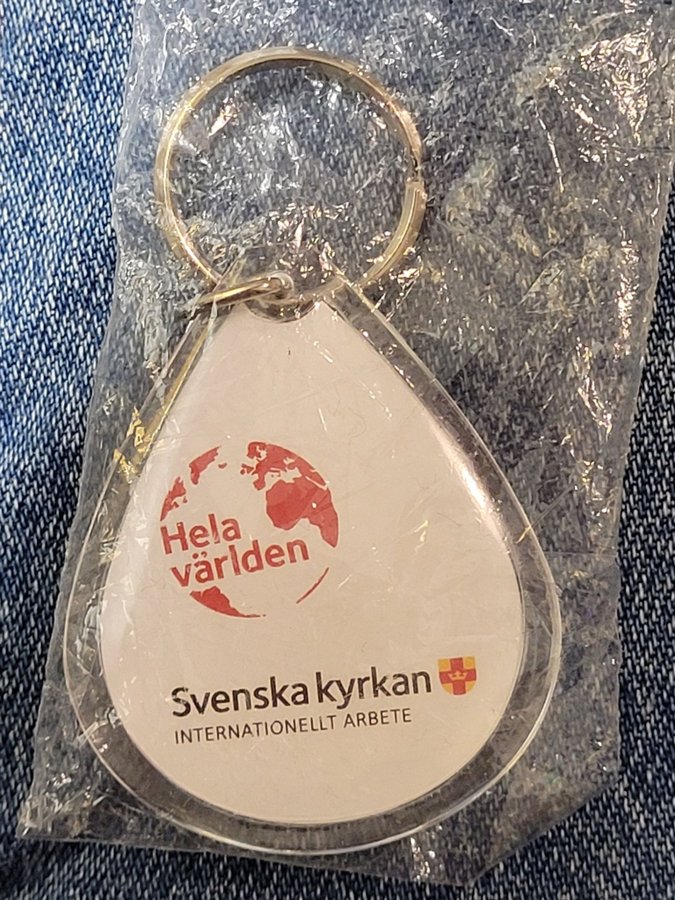 Hela
världen
Svenska kyrkan
INTERNATIONELLT ARBETE